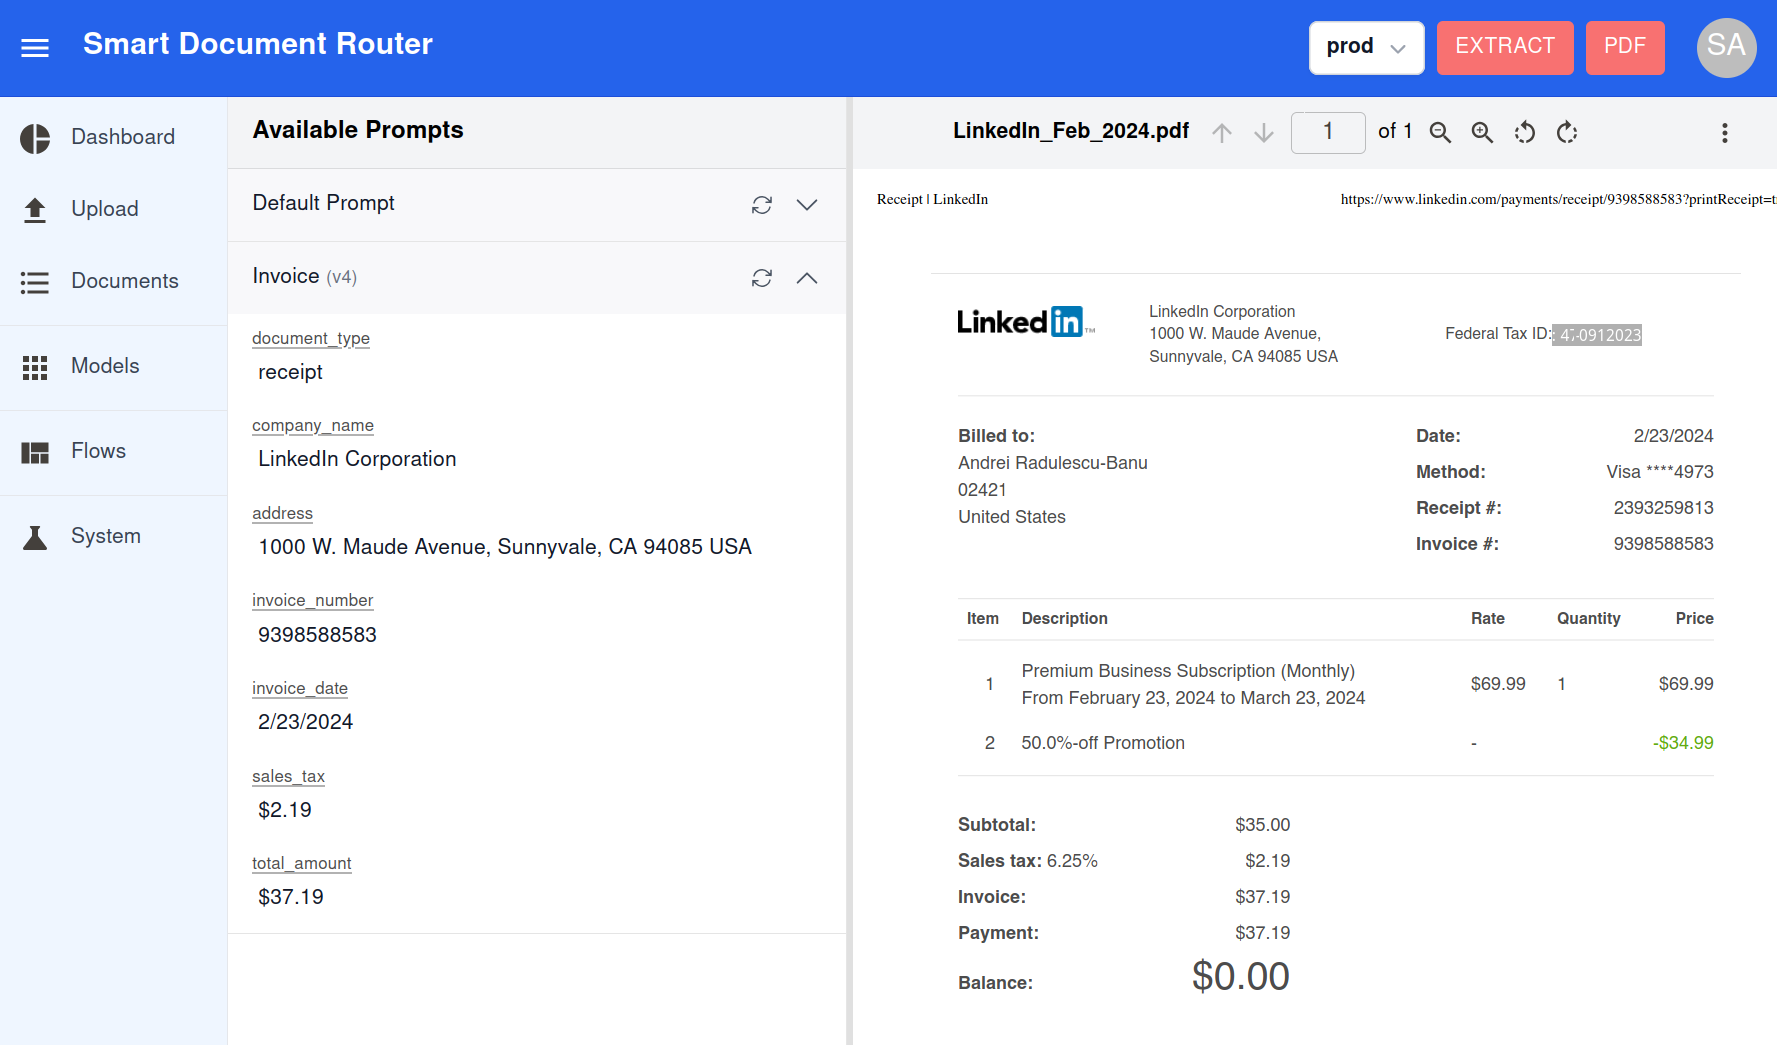 Smart Document Router
prod
EXTRACT
PDF
SA
Dashboard
Upload
Documents
Models
Flows
System
Available Prompts
Default Prompt
Invoice (v4)
document_type
receipt
company_name
LinkedIn Corporation
address
1000 W. Maude Avenue, Sunnyvale, CA 94085 USA
invoice_number
9398588583
invoice_date
2/23/2024
sales_tax
$2.19
total_amount
$37.19
LinkedIn_Feb_2024.pdf
1
of 1
Receipt | LinkedIn
https://www.linkedin.com/payments/receipt/9398588583?printReceipt=t
Linked in ™
LinkedIn Corporation
1000 W. Maude Avenue,
Sunnyvale, CA 94085 USA
Federal Tax ID: 47-0912023
Billed to:
Andrei Radulescu-Banu
02421
United States
Date: 2/23/2024
Method: Visa ****4973
Receipt #: 2393259813
Invoice #: 9398588583
Item Description Rate Quantity Price
1 Premium Business Subscription (Monthly) $69.99 1 $69.99
From February 23, 2024 to March 23, 2024
2 50.0%-off Promotion - -$34.99
Subtotal: $35.00
Sales tax: 6.25% $2.19
Invoice: $37.19
Payment: $37.19
Balance: $0.00